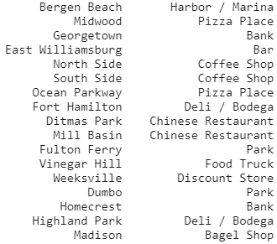 Bergen Beach Harbor / Marina
Midwood Pizza Place
Georgetown Bank
East Williamsburg Bar
North Side Coffee Shop
South Side Coffee Shop
Ocean Parkway Pizza Place
Fort Hamilton Deli / Bodega
Ditmas Park Chinese Restaurant
Mill Basin Chinese Restaurant
Fulton Ferry Park
Vinegar Hill Food Truck
Weeksville Discount Store
Dumbo Park
Homecrest Bank
Highland Park Deli / Bodega
Madison Bagel Shop